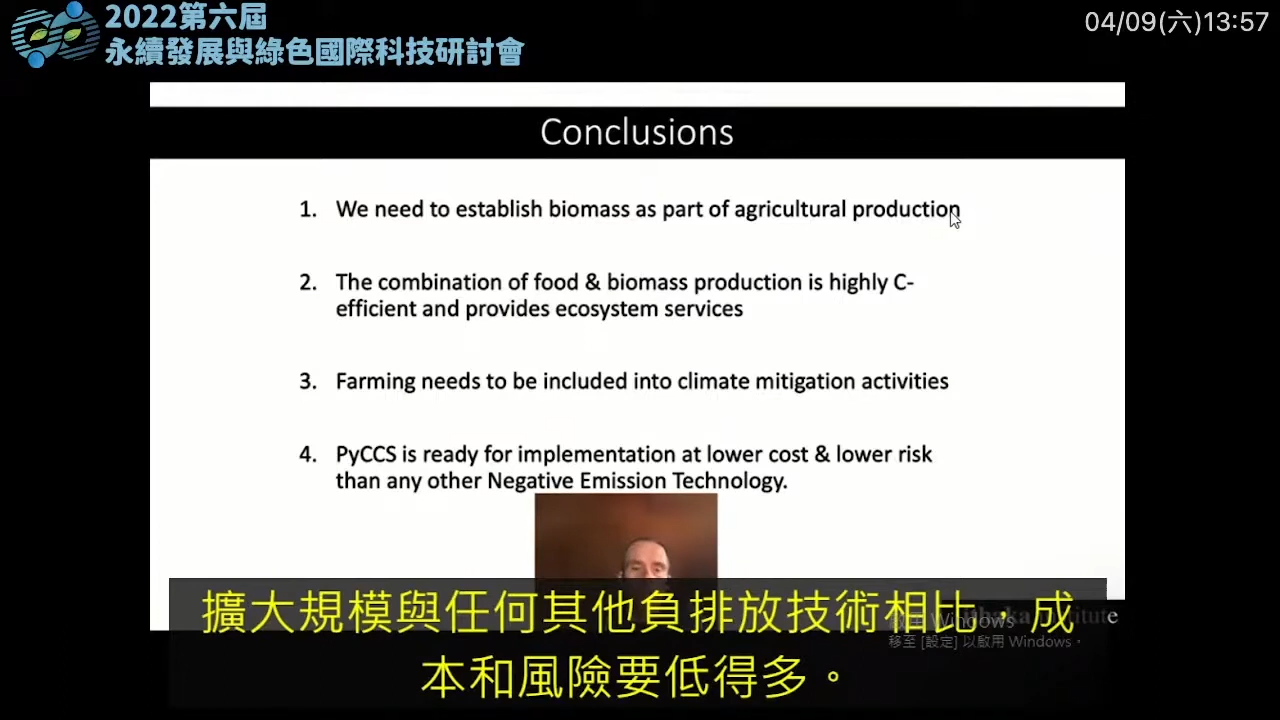 2022第六屆
永續發展與綠色國際科技研討會
04/09(六)13:57
Conclusions
1. We need to establish biomass as part of agricultural production
2. The combination of food & biomass production is highly C-
efficient and provides ecosystem services
3. Farming needs to be included into climate mitigation activities
4. PyCCS is ready for implementation at lower cost & lower risk
than any other Negative Emission Technology.
擴大規模與任何其他負排放技術相比，成
本和風險要低得多。
Windows
移至 [設定] 以啟用 Windows。